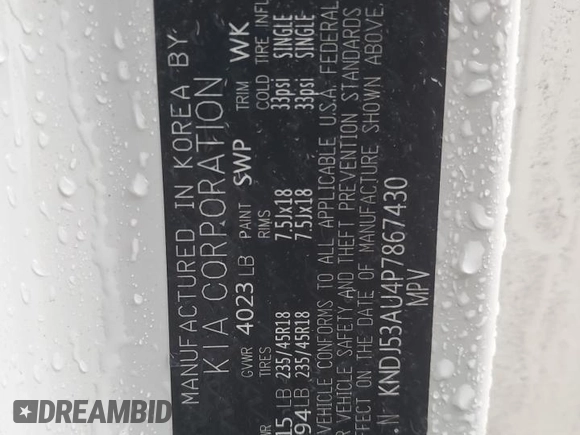 MANUFACTURED IN KOREA BY
KIA CORPORATION
GVWR 4023 LB PAINT SWP TRIM WK
TIRES RIMS COLD TIRE INFL
15 LB 235/45R18 7.5Jx18 33psi SINGLE
94 LB 235/45R18 7.5Jx18 33psi SINGLE
VEHICLE CONFORMS TO ALL APPLICABLE U.S.A. FEDERAL
VEHICLE SAFETY AND THEFT PREVENTION STANDARDS
EFFECT ON THE DATE OF MANUFACTURE, SHOWN ABOVE.
.N KNDJ53AU4P7867430
MPV
DREAMBID